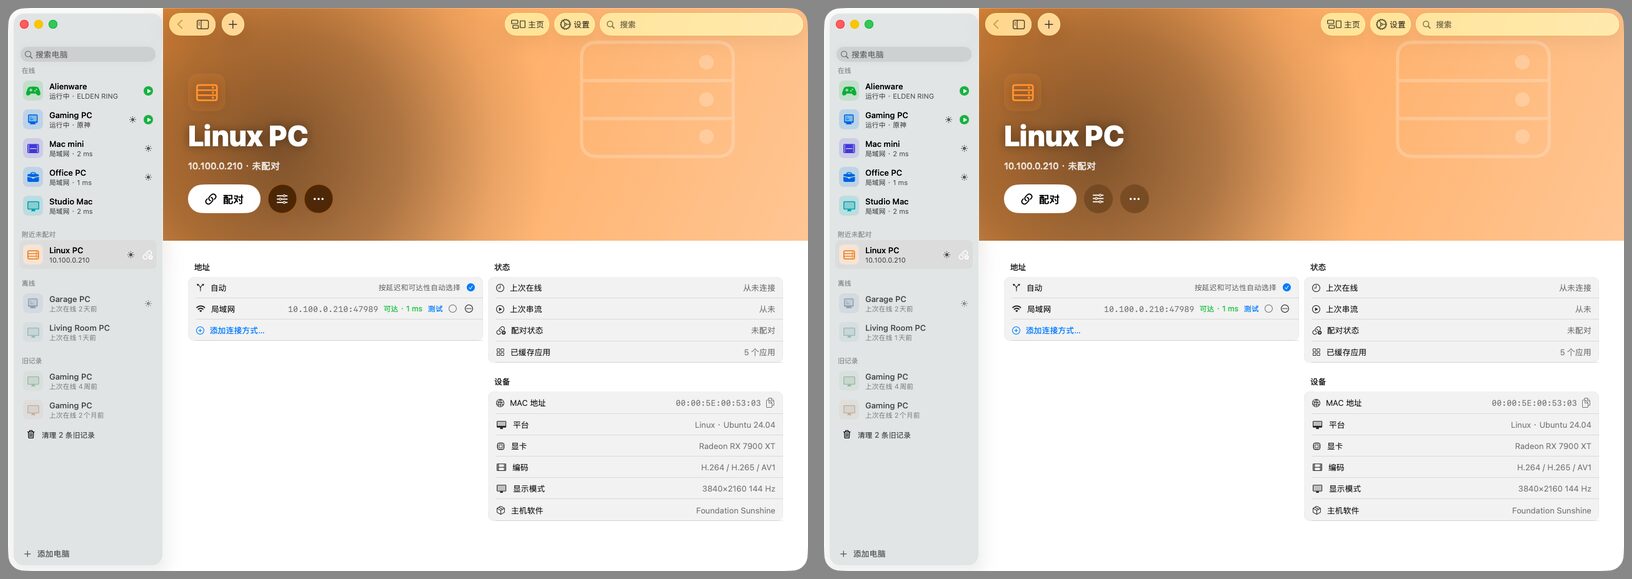 主页
设置
搜索
搜索电脑
在线
Alienware
运行中 · ELDEN RING
Gaming PC
运行中 · 原神
Mac mini
局域网 · 2 ms
Office PC
局域网 · 1 ms
Studio Mac
局域网 · 2 ms
附近未配对
Linux PC
10.100.0.210
离线
Garage PC
上次在线 2 天前
Living Room PC
上次在线 1 天前
旧记录
Gaming PC
上次在线 4 周前
Gaming PC
上次在线 2 个月前
清理 2 条旧记录
添加电脑
Linux PC
10.100.0.210 · 未配对
配对
地址
自动 按延迟和可达性自动选择
局域网 10.100.0.210:47989 可达 · 1 ms 测试
添加连接方式...
状态
上次在线 从未连接
上次串流 从未
配对状态 未配对
已缓存应用 5 个应用
设备
MAC 地址 00:00:5E:00:53:03
平台 Linux · Ubuntu 24.04
显卡 Radeon RX 7900 XT
编码 H.264 / H.265 / AV1
显示模式 3840×2160 144 Hz
主机软件 Foundation Sunshine
主页
设置
搜索
搜索电脑
在线
Alienware
运行中 · ELDEN RING
Gaming PC
运行中 · 原神
Mac mini
局域网 · 2 ms
Office PC
局域网 · 1 ms
Studio Mac
局域网 · 2 ms
附近未配对
Linux PC
10.100.0.210
离线
Garage PC
上次在线 2 天前
Living Room PC
上次在线 1 天前
旧记录
Gaming PC
上次在线 4 周前
Gaming PC
上次在线 2 个月前
清理 2 条旧记录
添加电脑
Linux PC
10.100.0.210 · 未配对
配对
地址
自动 按延迟和可达性自动选择
局域网 10.100.0.210:47989 可达 · 1 ms 测试
添加连接方式...
状态
上次在线 从未连接
上次串流 从未
配对状态 未配对
已缓存应用 5 个应用
设备
MAC 地址 00:00:5E:00:53:03
平台 Linux · Ubuntu 24.04
显卡 Radeon RX 7900 XT
编码 H.264 / H.265 / AV1
显示模式 3840×2160 144 Hz
主机软件 Foundation Sunshine